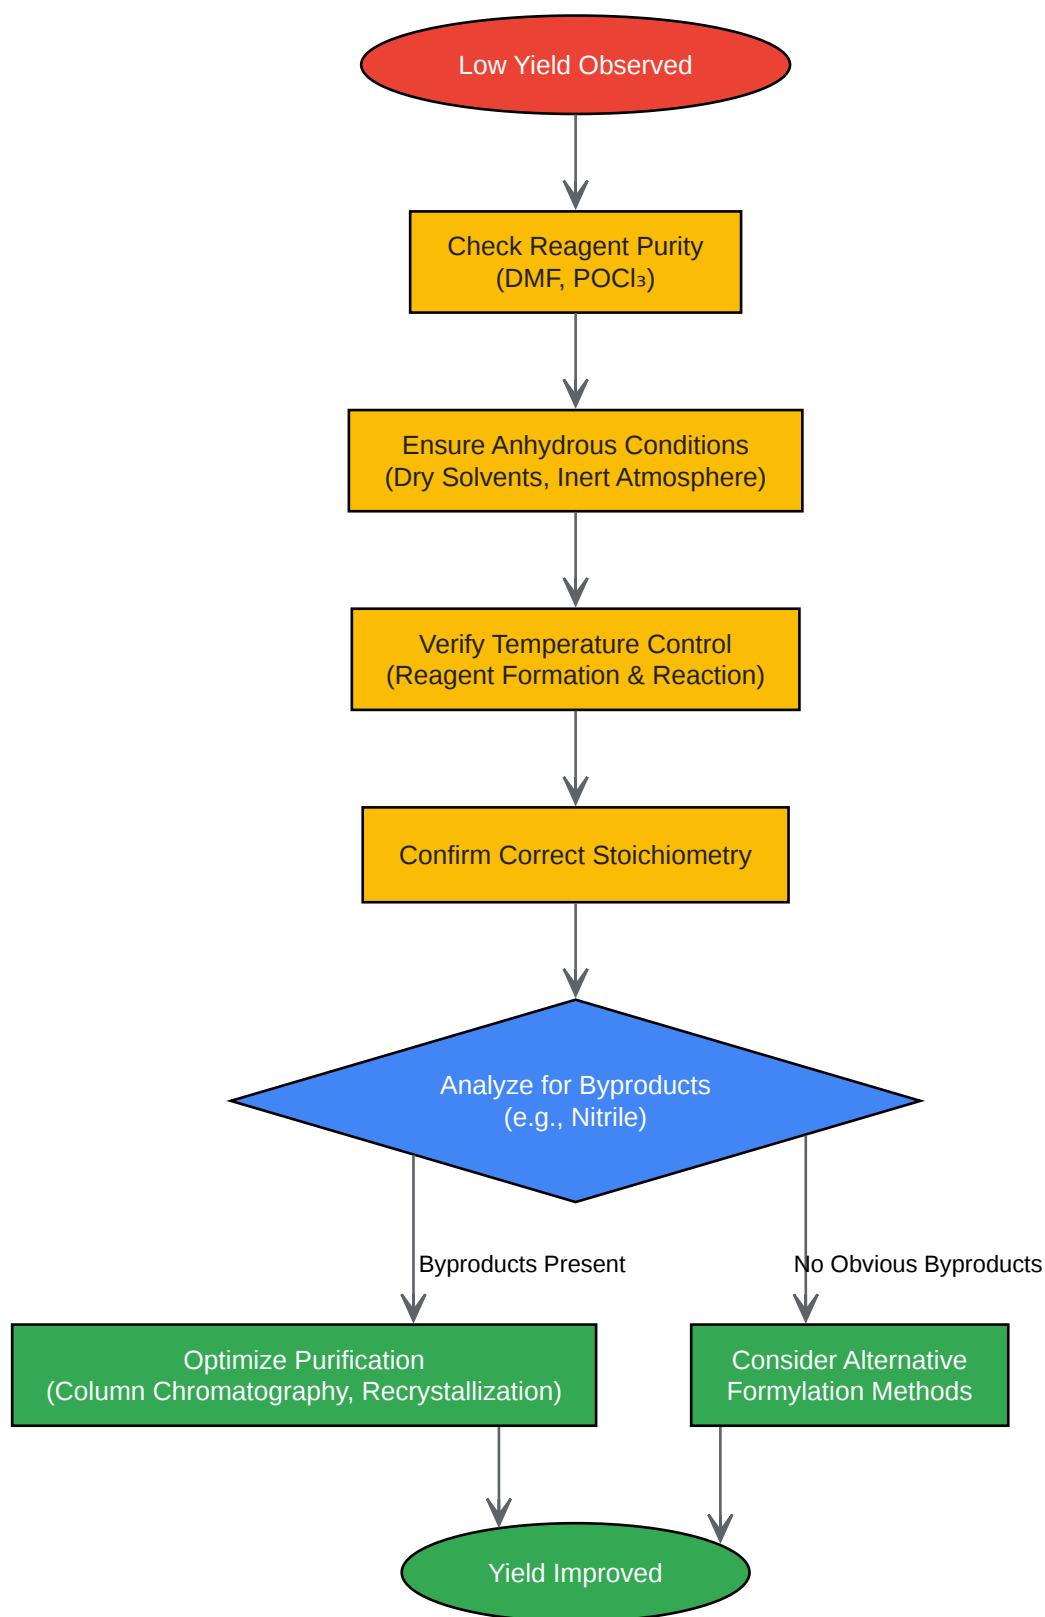 Low Yield Observed
Check Reagent Purity
(DMF, POCl₃)
Ensure Anhydrous Conditions
(Dry Solvents, Inert Atmosphere)
Verify Temperature Control
(Reagent Formation & Reaction)
Confirm Correct Stoichiometry
Analyze for Byproducts
(e.g., Nitrile)
Byproducts Present
No Obvious Byproducts
Optimize Purification
(Column Chromatography, Recrystallization)
Consider Alternative
Formylation Methods
Yield Improved